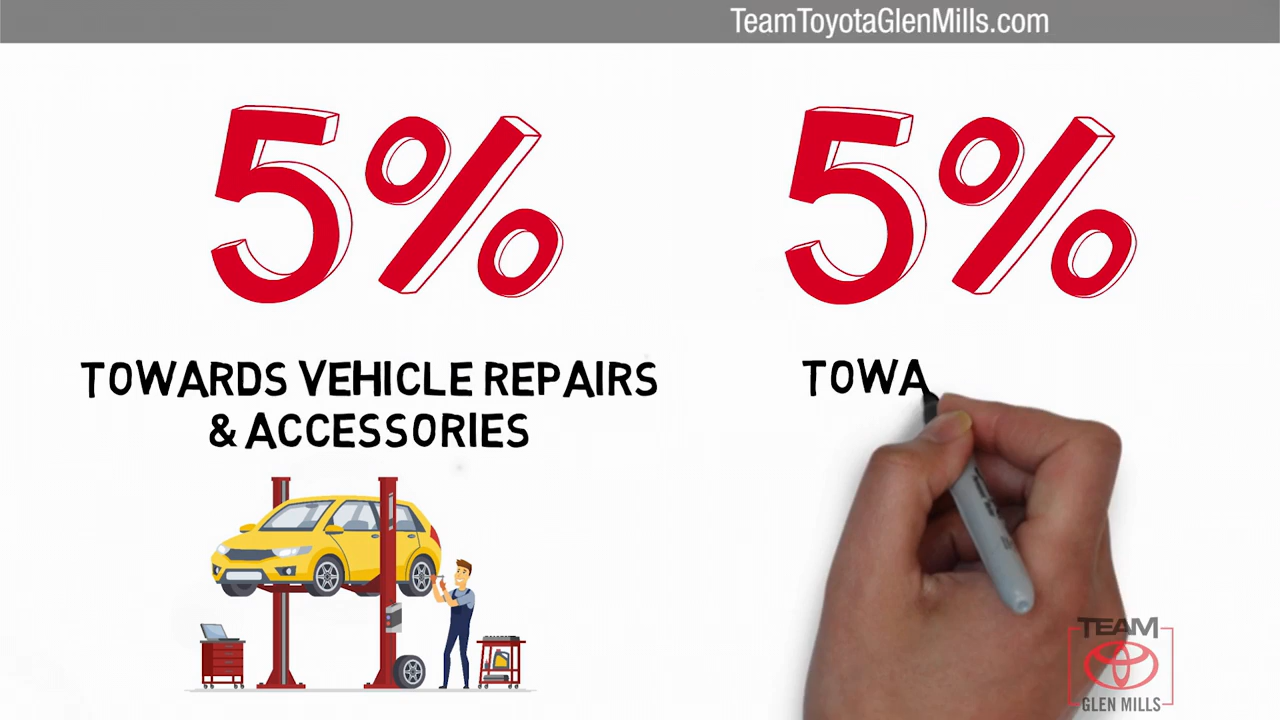 TeamToyotaGlenMills.com
5% 5%
TOWARDS VEHICLE REPAIRS
& ACCESSORIES
TOWA
TEAM
GLEN MILLS